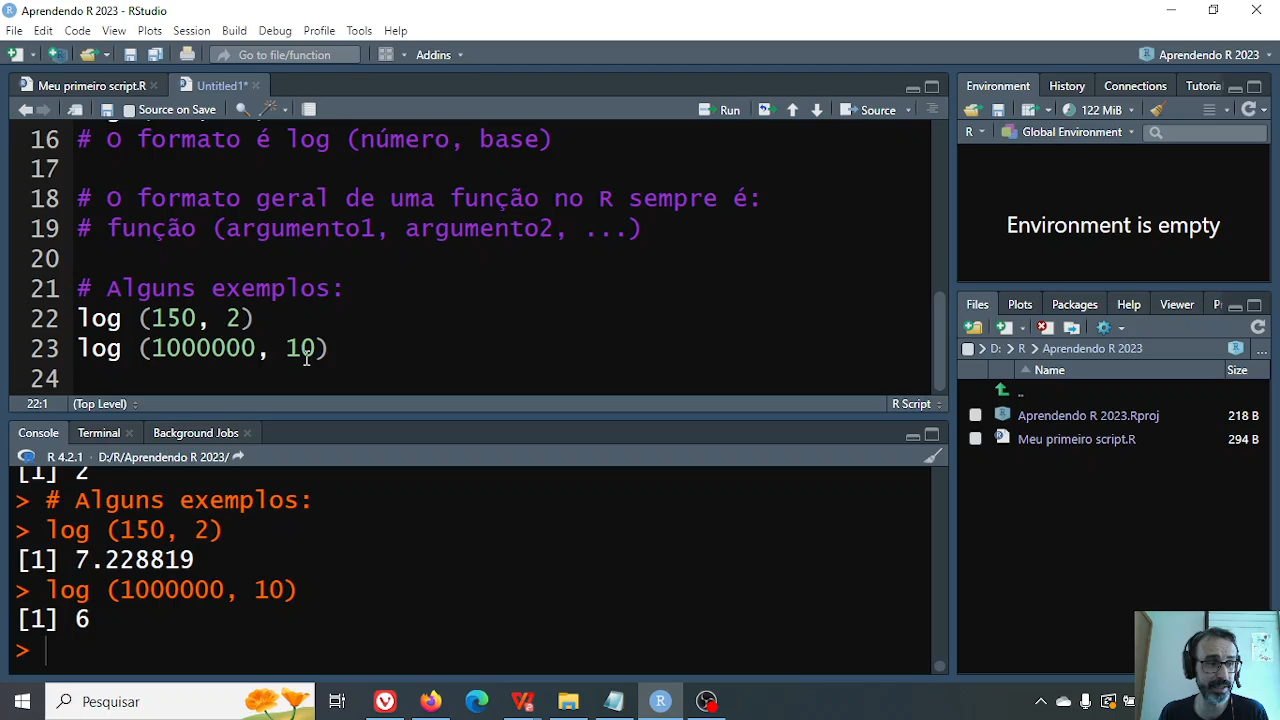 Aprendendo R 2023 - RStudio
File Edit Code View Plots Session Build Debug Profile Tools Help
Go to file/function Addins Aprendendo R 2023
Meu primeiro script.R Untitled1*
Source on Save Run Source
16 # O formato é log (número, base)
17
18 # O formato geral de uma função no R sempre é:
19 # função (argumento1, argumento2, ...)
20
21 # Alguns exemplos:
22 log (150, 2)
23 log (1000000, 10)
24
22:1 (Top Level) R Script
Console Terminal Background Jobs
R 4.2.1 · D:/R/Aprendendo R 2023/
[1] 2
> # Alguns exemplos:
> log (150, 2)
[1] 7.228819
> log (1000000, 10)
[1] 6
>
Environment History Connections Tutoria
122 MiB
R Global Environment
Environment is empty
Files Plots Packages Help Viewer
D: R Aprendendo R 2023 ...
Name Size
..
Aprendendo R 2023.Rproj 218 B
Meu primeiro script.R 294 B
Pesquisar